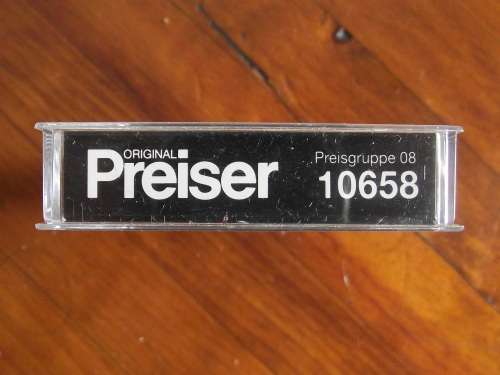 ORIGINAL
Preiser
Preisgruppe 08
10658